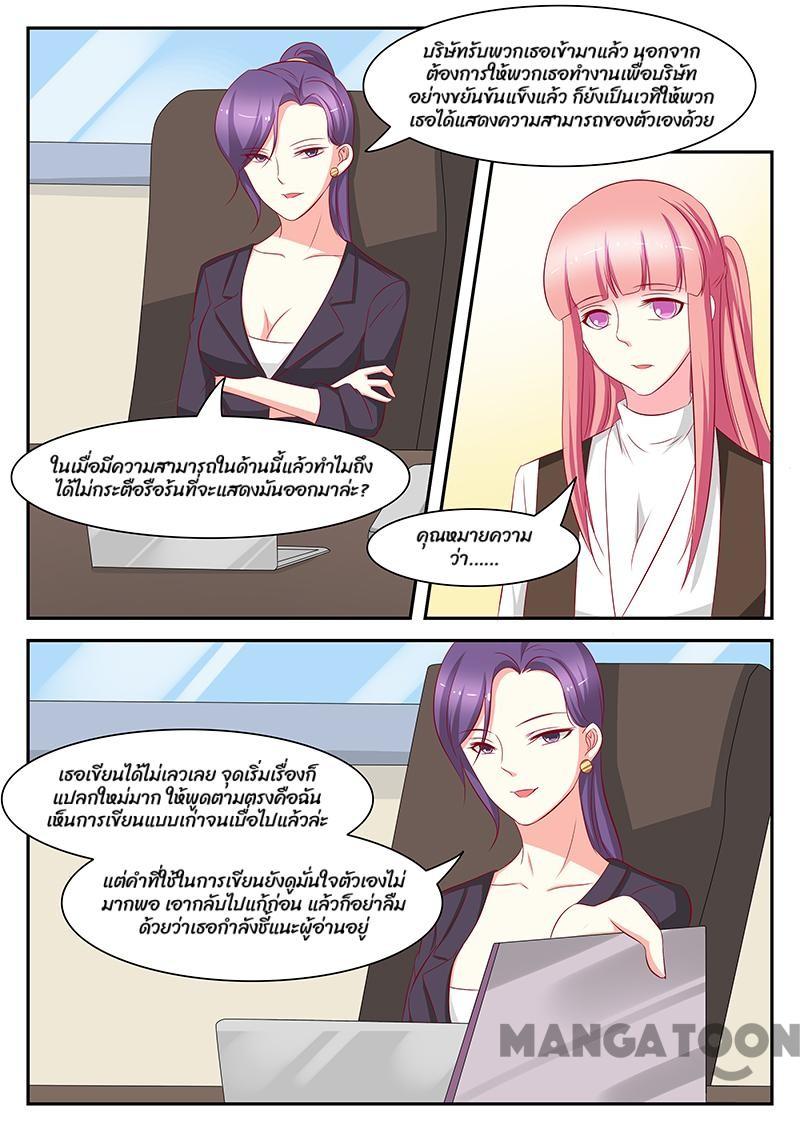 บริษัทรับพวกเธอเข้ามาแล้ว นอกจาก
ต้องการให้พวกเธอทำงานเพื่อบริษัท
อย่างขยันขันแข็งแล้ว ก็ยังเป็นเวทีให้พวก
เธอได้แสดงความสามารถของตัวเองด้วย
ในเมื่อมีความสามารถในด้านนี้แล้วทำไมถึง
ได้ไม่กระตือรือร้นที่จะแสดงมันออกมาล่ะ?
คุณหมายความ
ว่า......
เธอเขียนได้ไม่เลวเลย จุดเริ่มเรื่องก็
แปลกใหม่มาก ให้พูดตามตรงคือฉัน
เห็นการเขียนแบบเก่าจนเบื่อไปแล้วล่ะ
แต่คำที่ใช้ในการเขียนยังดูมั่นใจตัวเองไม่
มากพอ เอากลับไปแก้ก่อน แล้วก็อย่าลืม
ด้วยว่าเธอกำลังชี้แนะผู้อ่านอยู่
MANGATOON